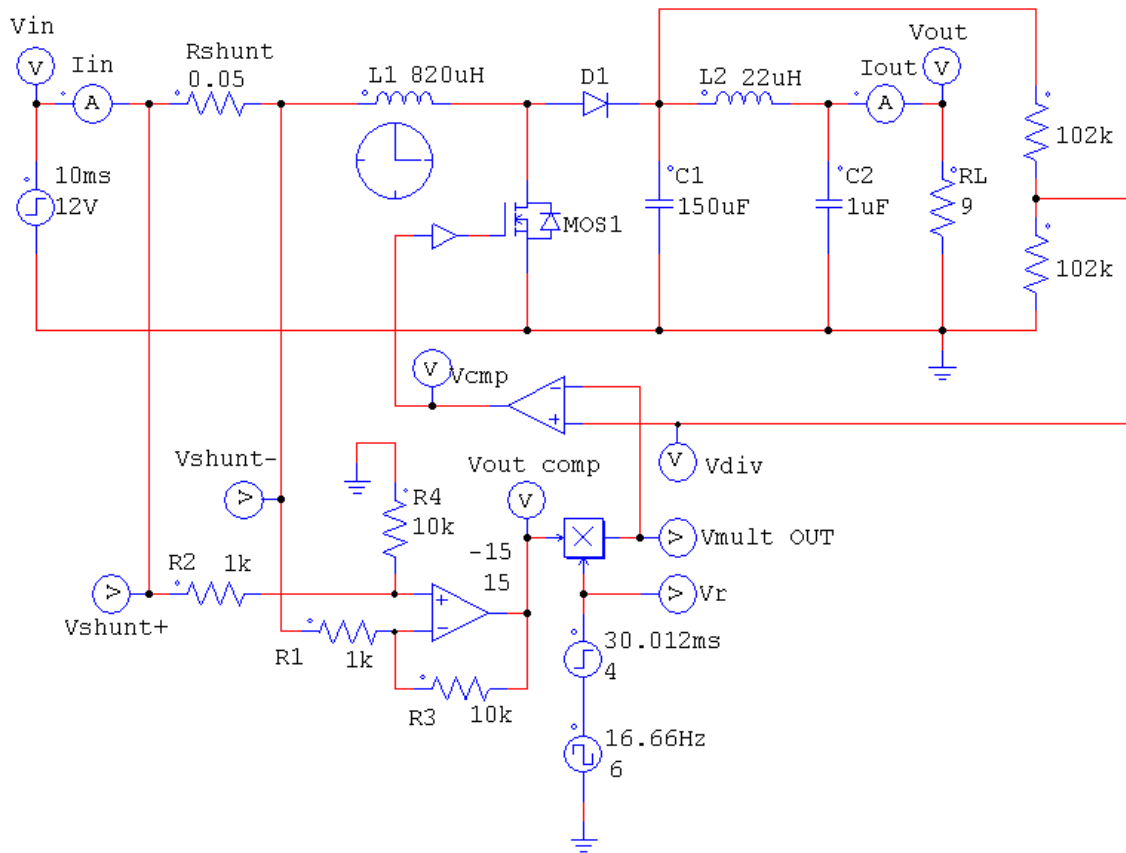 Vin
Vout
Iin
Rshunt
0.05
L1 820uH
D1
L2 22uH
Iout
V
A
A
V
102k
10ms
12V
C1
150uF
C2
1uF
RL
9
MOS1
102k
V
Vcmp
-
+
V
Vdiv
Vshunt-
V
Vout comp
V
R4
10k
-15
15
V
Vmult OUT
R2
1k
V
Vshunt+
+
-
V
Vr
R1
1k
30.012ms
4
R3
10k
16.66Hz
6